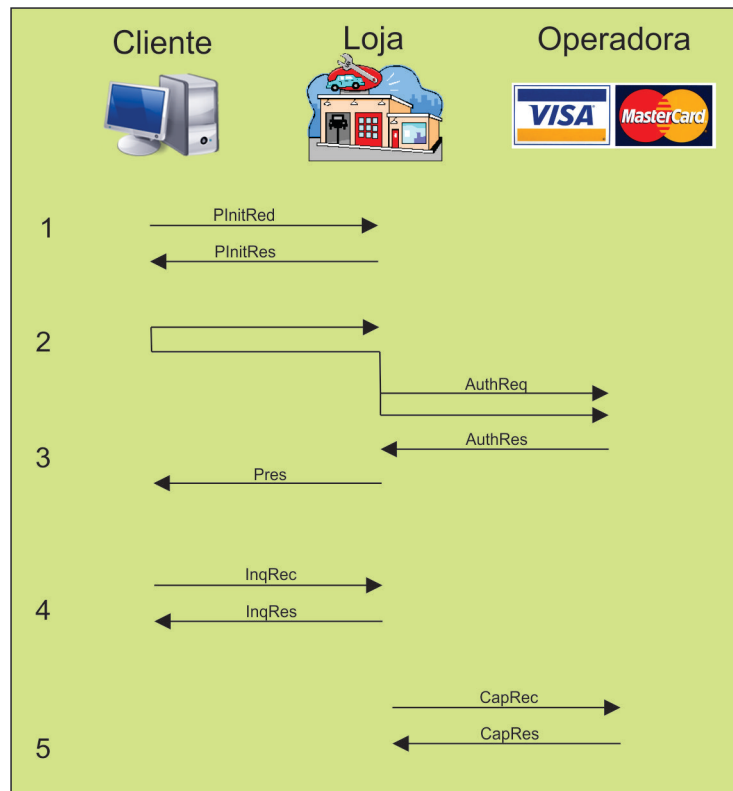 Cliente Loja Operadora
VISA MasterCard
1 PInitRed
PInitRes
2
AuthReq
AuthRes
3
Pres
InqRec
4 InqRes
CapRec
CapRes
5